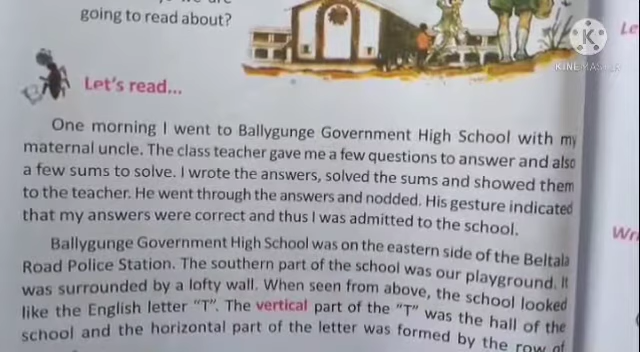 going to read about?
KINEMASTER
Le
Let's read...
One morning I went to Ballygunge Government High School with my
maternal uncle. The class teacher gave me a few questions to answer and also
a few sums to solve. I wrote the answers, solved the sums and showed them
to the teacher. He went through the answers and nodded. His gesture indicated
that my answers were correct and thus I was admitted to the school.
Wri
Ballygunge Government High School was on the eastern side of the Beltala
Road Police Station. The southern part of the school was our playground. It
was surrounded by a lofty wall. When seen from above, the school looked
like the English letter "T". The vertical part of the "T" was the hall of the
school and the horizontal part of the letter was formed by the row of